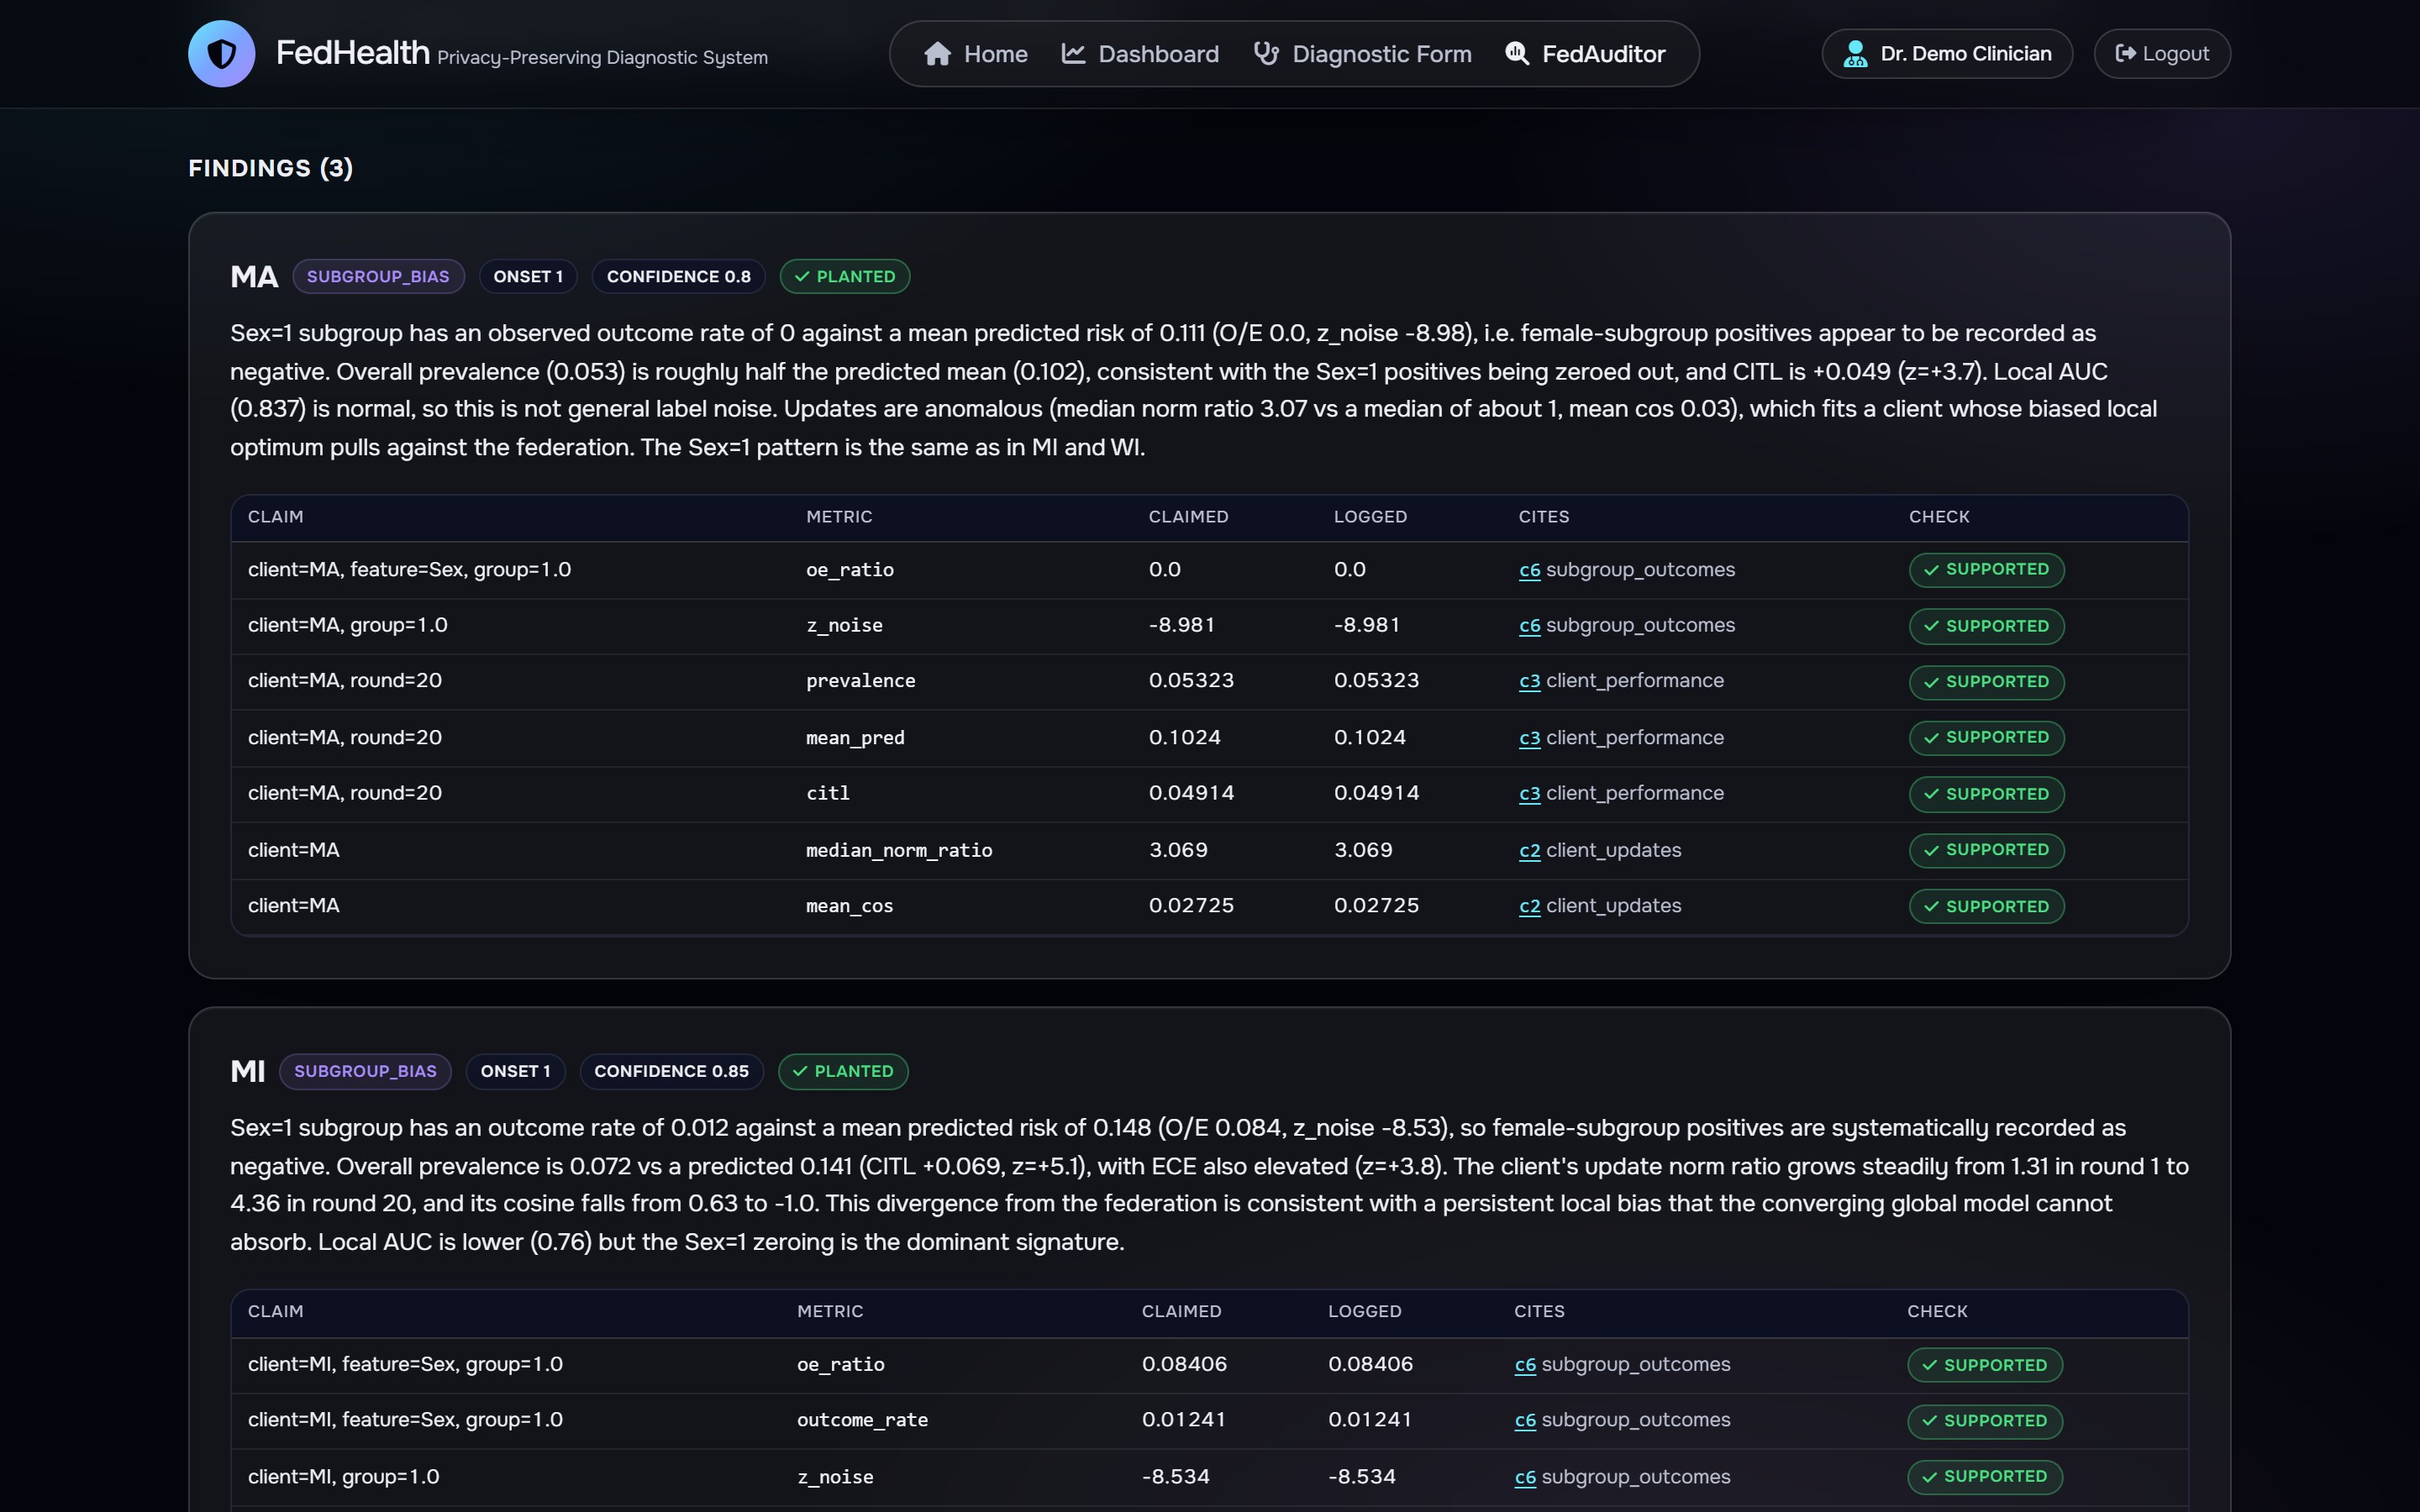 FedHealth Privacy-Preserving Diagnostic System
Home Dashboard Diagnostic Form FedAuditor
Dr. Demo Clinician Logout
FINDINGS (3)
MA SUBGROUP_BIAS ONSET 1 CONFIDENCE 0.8 PLANTED
Sex=1 subgroup has an observed outcome rate of 0 against a mean predicted risk of 0.111 (O/E 0.0, z_noise -8.98), i.e. female-subgroup positives appear to be recorded as
negative. Overall prevalence (0.053) is roughly half the predicted mean (0.102), consistent with the Sex=1 positives being zeroed out, and CITL is +0.049 (z=+3.7). Local AUC
(0.837) is normal, so this is not general label noise. Updates are anomalous (median norm ratio 3.07 vs a median of about 1, mean cos 0.03), which fits a client whose biased local
optimum pulls against the federation. The Sex=1 pattern is the same as in MI and WI.
CLAIM METRIC CLAIMED LOGGED CITES CHECK
client=MA, feature=Sex, group=1.0 oe_ratio 0.0 0.0 c6 subgroup_outcomes SUPPORTED
client=MA, group=1.0 z_noise -8.981 -8.981 c6 subgroup_outcomes SUPPORTED
client=MA, round=20 prevalence 0.05323 0.05323 c3 client_performance SUPPORTED
client=MA, round=20 mean_pred 0.1024 0.1024 c3 client_performance SUPPORTED
client=MA, round=20 citl 0.04914 0.04914 c3 client_performance SUPPORTED
client=MA median_norm_ratio 3.069 3.069 c2 client_updates SUPPORTED
client=MA mean_cos 0.02725 0.02725 c2 client_updates SUPPORTED
MI SUBGROUP_BIAS ONSET 1 CONFIDENCE 0.85 PLANTED
Sex=1 subgroup has an outcome rate of 0.012 against a mean predicted risk of 0.148 (O/E 0.084, z_noise -8.53), so female-subgroup positives are systematically recorded as
negative. Overall prevalence is 0.072 vs a predicted 0.141 (CITL +0.069, z=+5.1), with ECE also elevated (z=+3.8). The client's update norm ratio grows steadily from 1.31 in round 1 to
4.36 in round 20, and its cosine falls from 0.63 to -1.0. This divergence from the federation is consistent with a persistent local bias that the converging global model cannot
absorb. Local AUC is lower (0.76) but the Sex=1 zeroing is the dominant signature.
CLAIM METRIC CLAIMED LOGGED CITES CHECK
client=MI, feature=Sex, group=1.0 oe_ratio 0.08406 0.08406 c6 subgroup_outcomes SUPPORTED
client=MI, feature=Sex, group=1.0 outcome_rate 0.01241 0.01241 c6 subgroup_outcomes SUPPORTED
client=MI, group=1.0 z_noise -8.534 -8.534 c6 subgroup_outcomes SUPPORTED